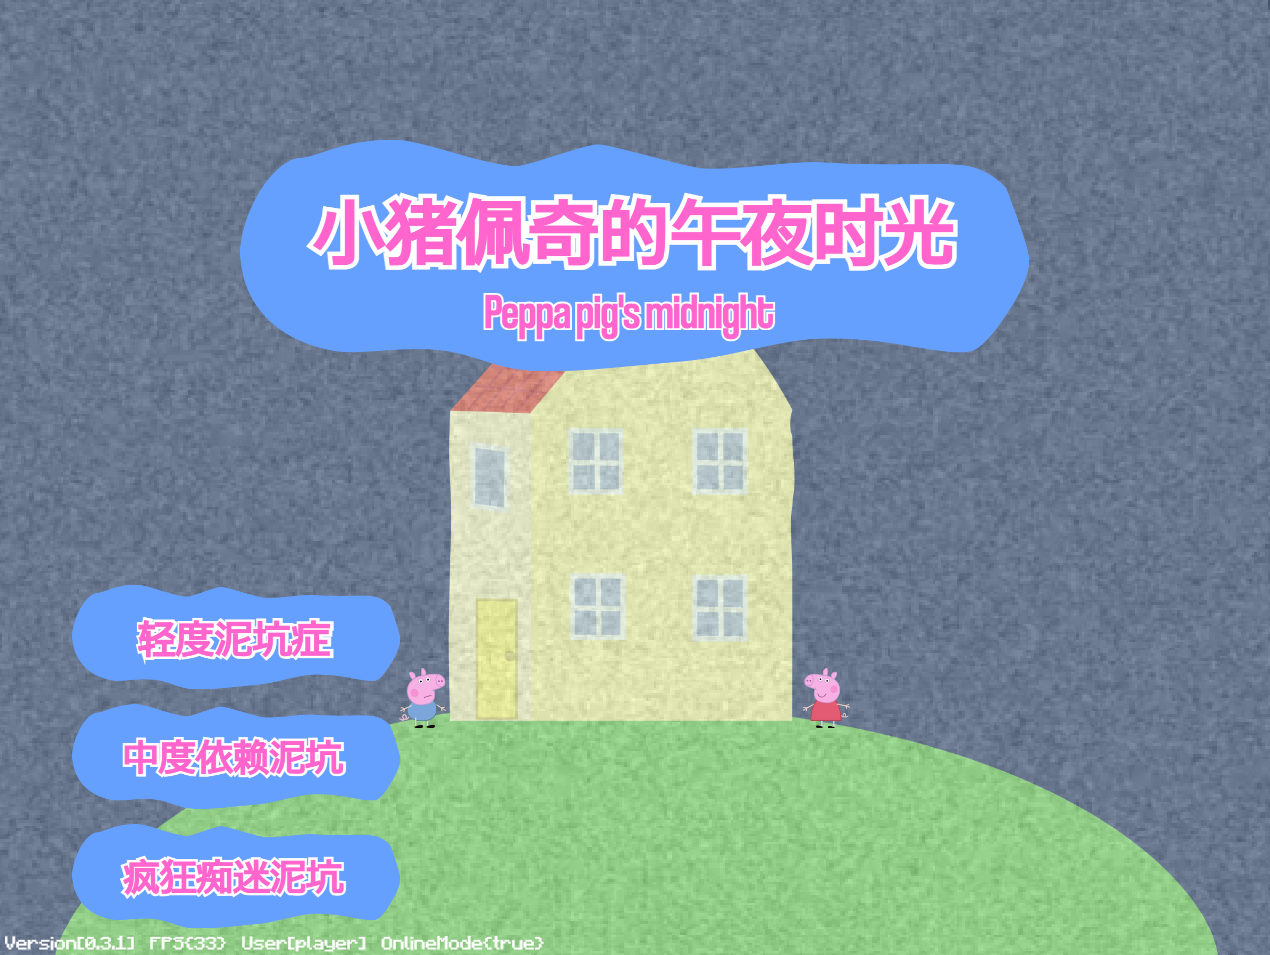 小猪佩奇的午夜时光
Peppa pig's midnight
轻度泥坑症
中度依赖泥坑
疯狂痴迷泥坑
Version[0.3.1] FPS{33} User[player] OnlineMode{true}